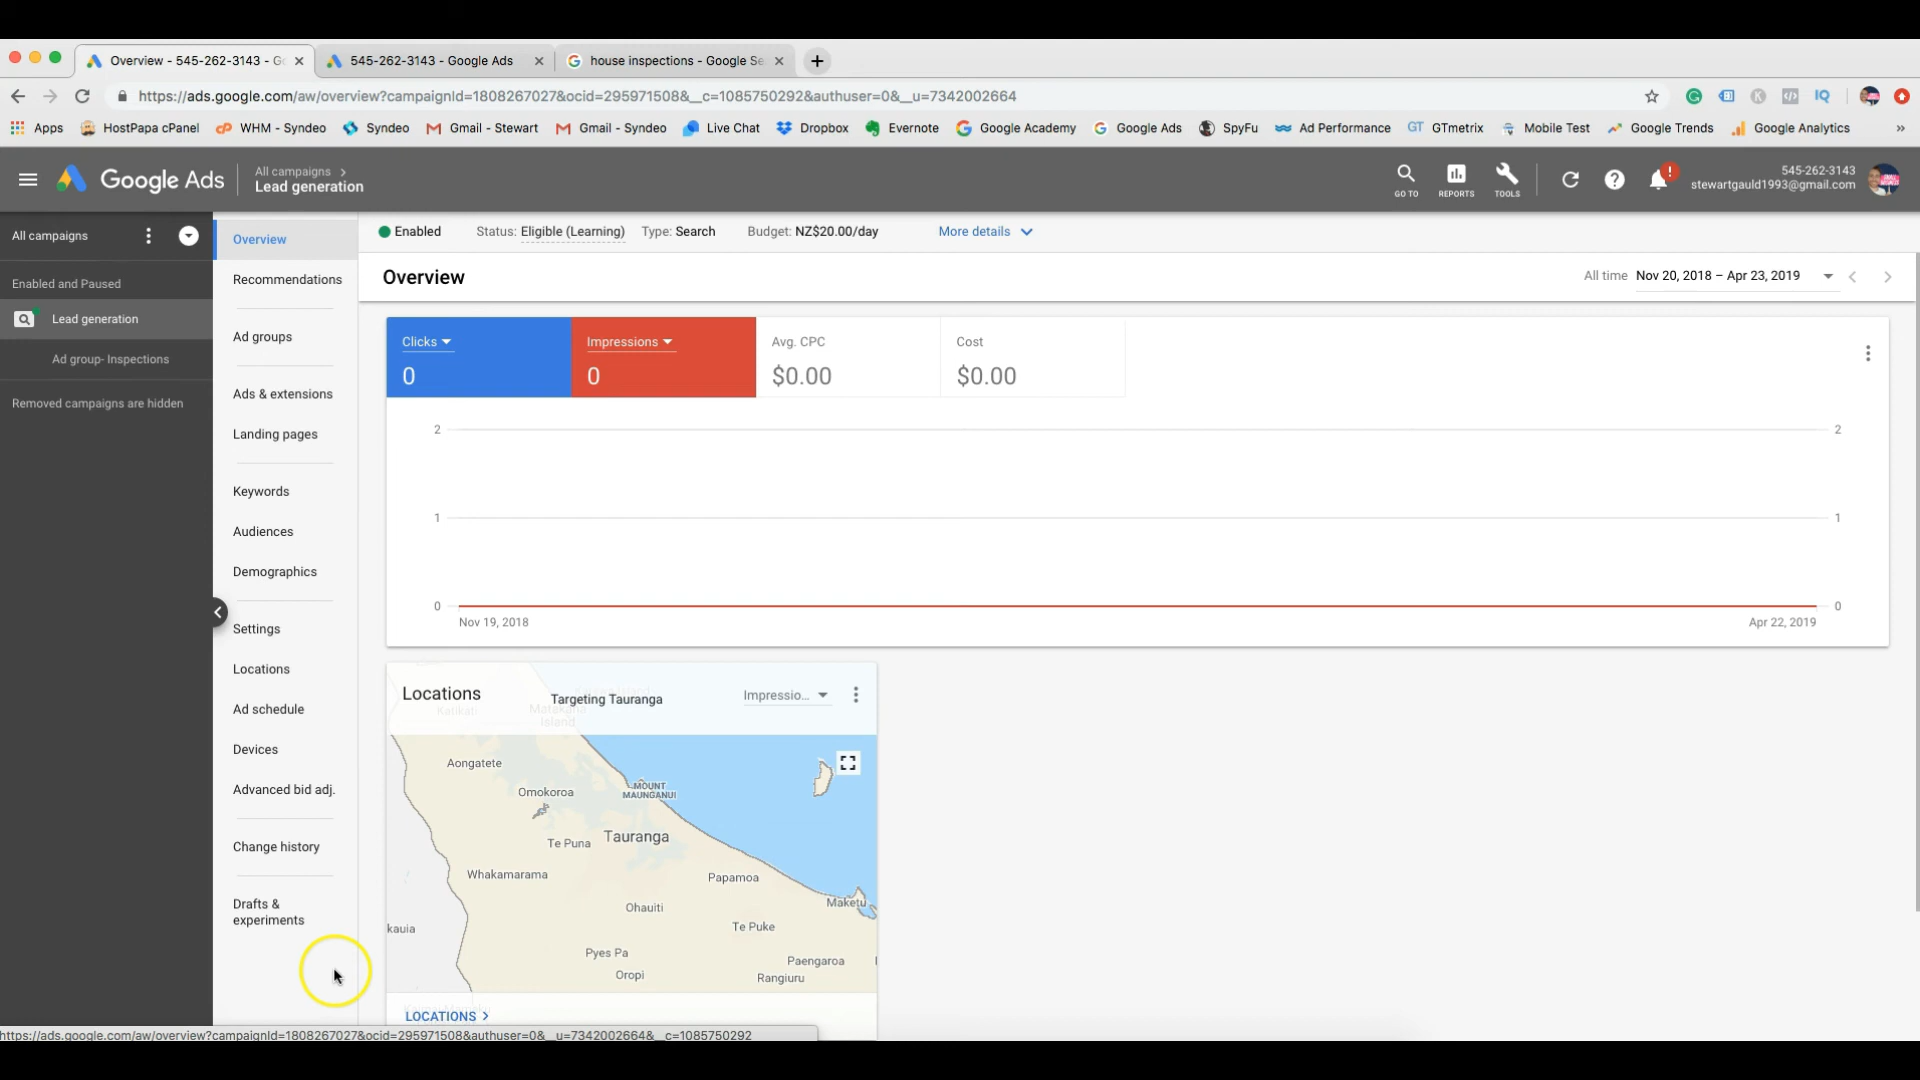 Overview - 545-262-3143 - Go
545-262-3143 - Google Ads
house inspections - Google Se
https://ads.google.com/aw/overview?campaignId=1808267027&ocid=295971508&__c=1085750292&authuser=0&__u=7342002664
Apps
HostPapa cPanel
WHM - Syndeo
Syndeo
Gmail - Stewart
Gmail - Syndeo
Live Chat
Dropbox
Evernote
Google Academy
Google Ads
SpyFu
Ad Performance
GTmetrix
Mobile Test
Google Trends
Google Analytics
»
Google Ads
All campaigns >
Lead generation
GO TO
REPORTS
TOOLS
545-262-3143
stewartgauld1993@gmail.com
All campaigns
Enabled and Paused
Lead generation
Ad group- Inspections
Removed campaigns are hidden
Overview
Recommendations
Ad groups
Ads & extensions
Landing pages
Keywords
Audiences
Demographics
Settings
Locations
Ad schedule
Devices
Advanced bid adj.
Change history
Drafts &
experiments
Enabled
Status: Eligible (Learning)
Type: Search
Budget: NZ$20.00/day
More details
Overview
All time
Nov 20, 2018 – Apr 23, 2019
Clicks
0
Impressions
0
Avg. CPC
$0.00
Cost
$0.00
2
2
1
1
0
0
Nov 19, 2018
Apr 22, 2019
Locations
Targeting Tauranga
Impressio...
Katikati
Matakana
Island
Aongatete
Omokoroa
MOUNT
MAUNGANUI
Te Puna
Tauranga
Whakamarama
Papamoa
Maketu
Ohauiti
Te Puke
kauia
Pyes Pa
Oropi
Paengaroa
Rangiuru
LOCATIONS >
https://ads.google.com/aw/overview?campaignId=1808267027&ocid=295971508&authuser=0&__u=7342002664&__c=1085750292